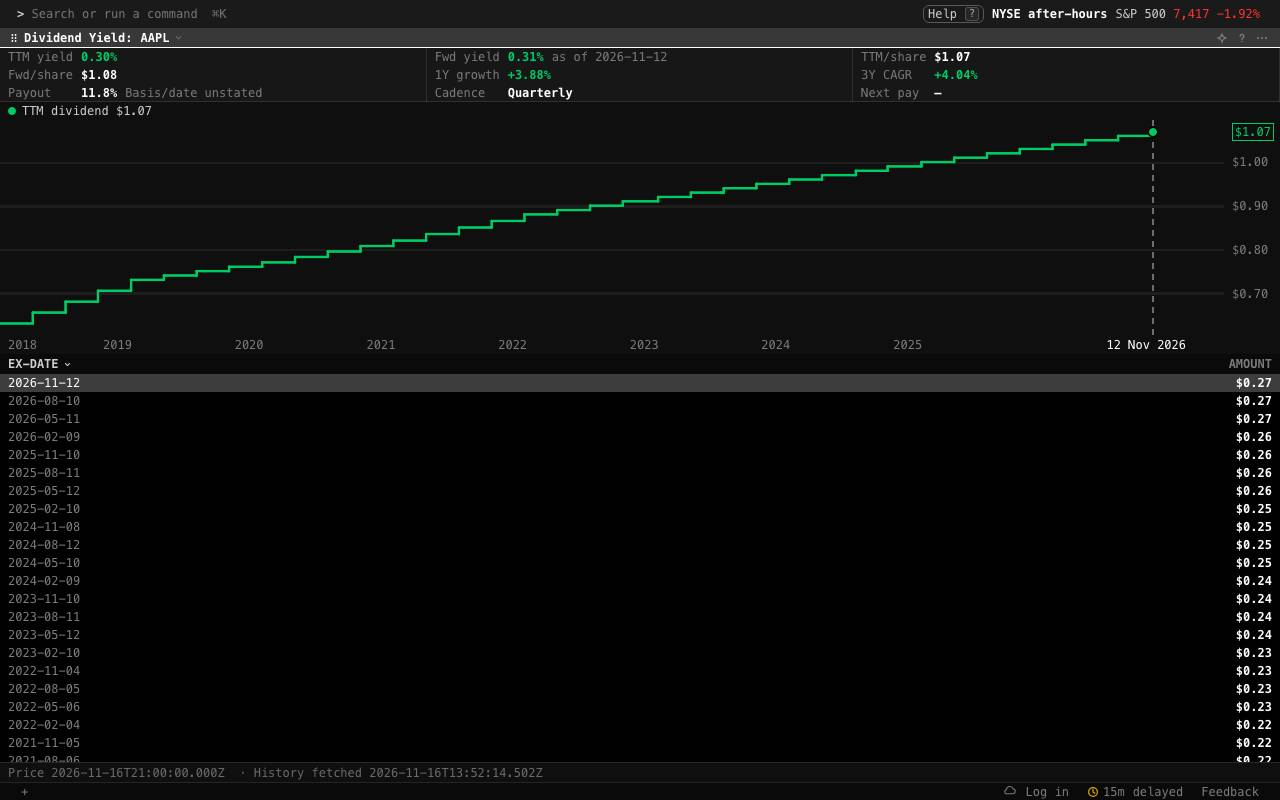 > Search or run a command ⌘K Help ? NYSE after-hours S&P 500 7,417 −1.92%
Dividend Yield: AAPL ?
TTM yield 0.30% Fwd yield 0.31% as of 2026-11-12 TTM/share $1.07
Fwd/share $1.08 1Y growth +3.88% 3Y CAGR +4.04%
Payout 11.8% Basis/date unstated Cadence Quarterly Next pay —
TTM dividend $1.07
$1.07
$1.00
$0.90
$0.80
$0.70
2018 2019 2020 2021 2022 2023 2024 2025 12 Nov 2026
EX-DATE AMOUNT
2026-11-12 $0.27
2026-08-10 $0.27
2026-05-11 $0.27
2026-02-09 $0.26
2025-11-10 $0.26
2025-08-11 $0.26
2025-05-12 $0.26
2025-02-10 $0.25
2024-11-08 $0.25
2024-08-12 $0.25
2024-05-10 $0.25
2024-02-09 $0.24
2023-11-10 $0.24
2023-08-11 $0.24
2023-05-12 $0.24
2023-02-10 $0.23
2022-11-04 $0.23
2022-08-05 $0.23
2022-05-06 $0.23
2022-02-04 $0.22
2021-11-05 $0.22
2021-08-06 $0.22
Price 2026-11-16T21:00:00.000Z · History fetched 2026-11-16T13:52:14.502Z
+ Log in 15m delayed Feedback